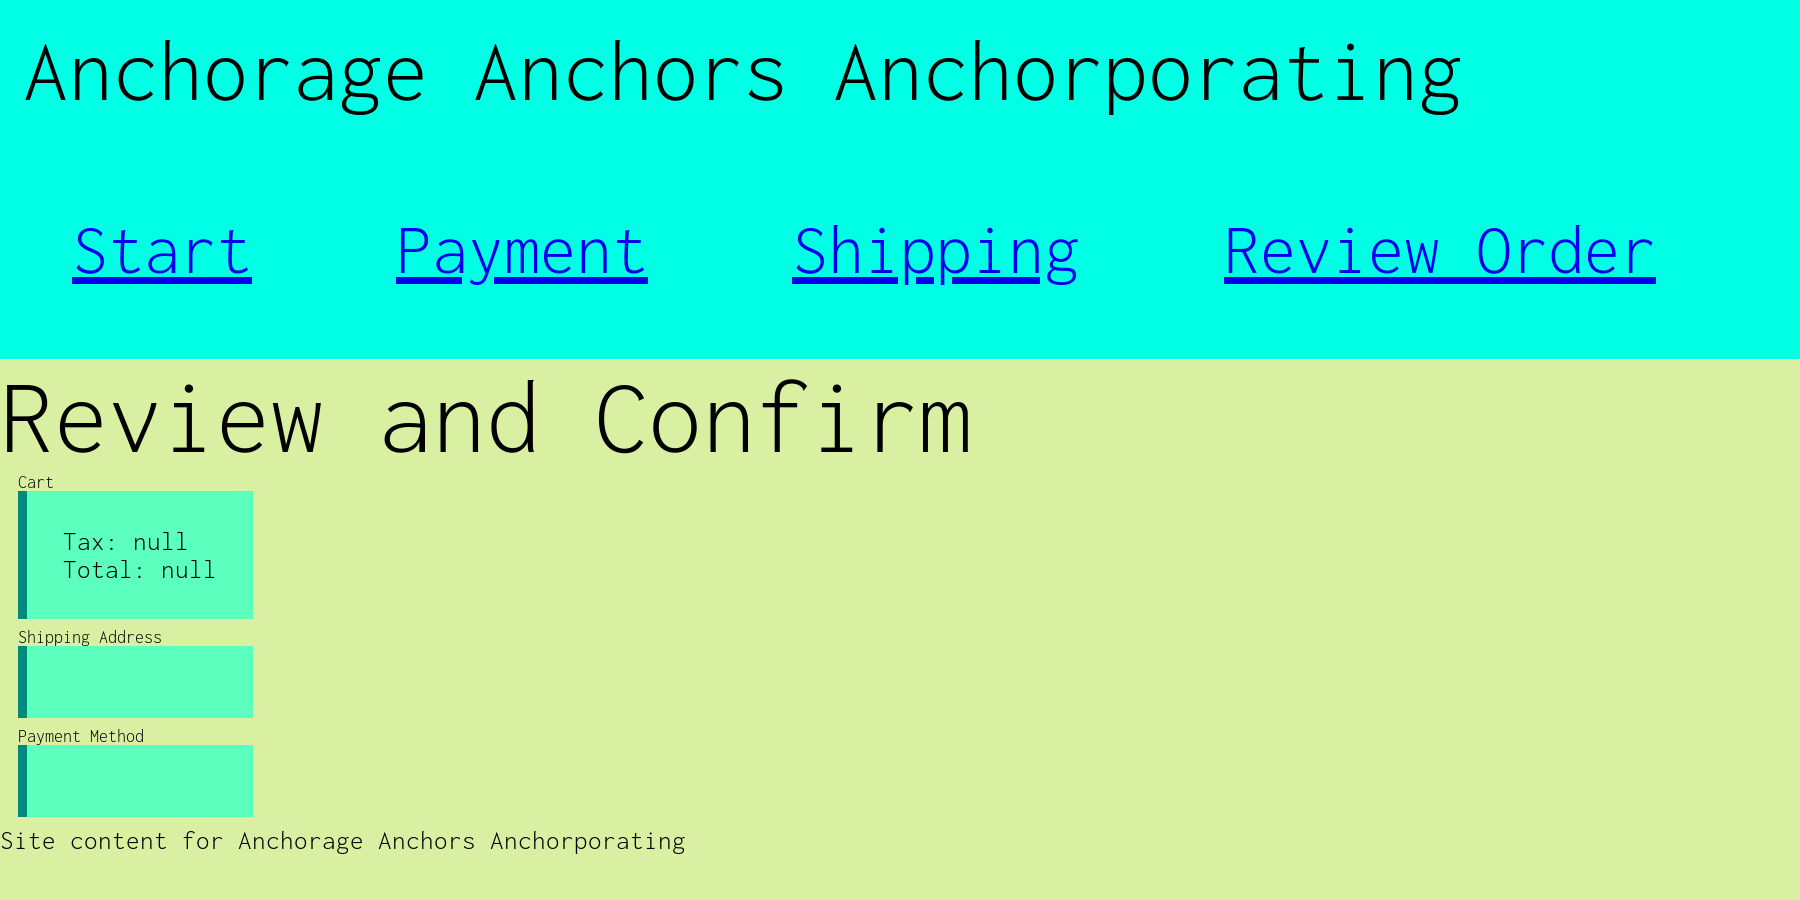 Anchorage Anchors Anchorporating
Start Payment Shipping Review Order
Review and Confirm
Cart
Tax: null
Total: null
Shipping Address
Payment Method
Site content for Anchorage Anchors Anchorporating